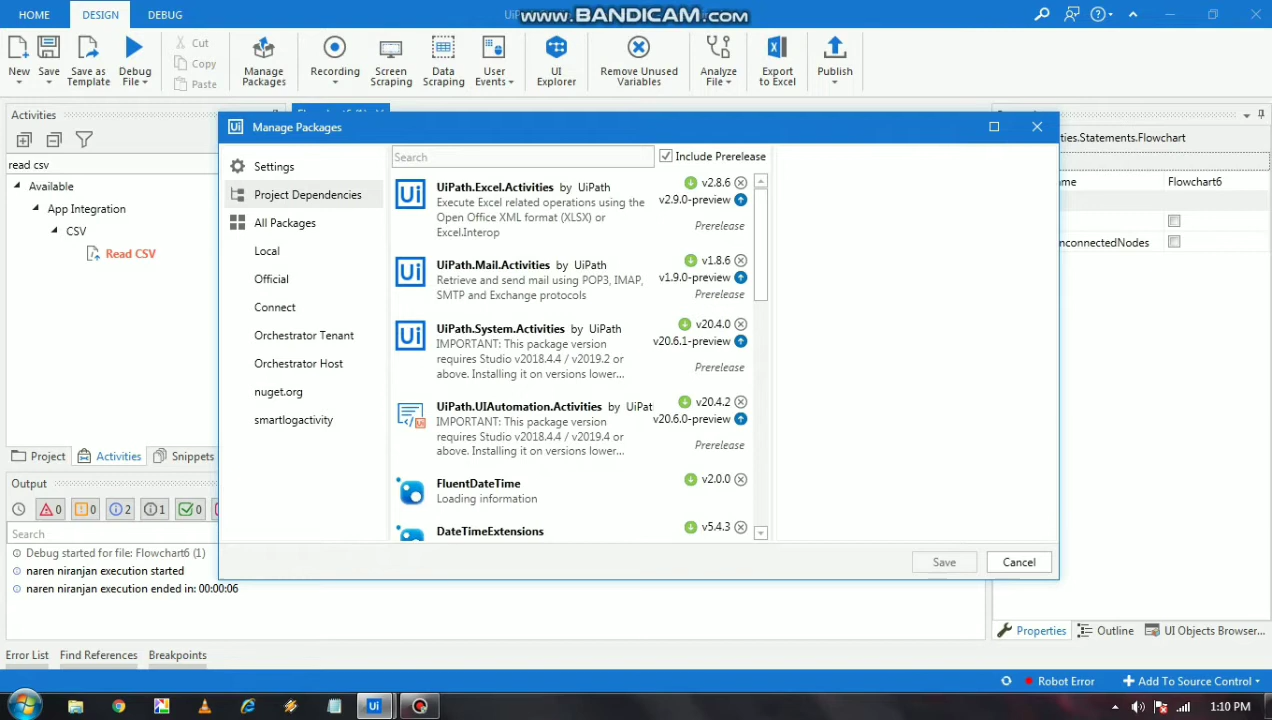 HOME
DESIGN
DEBUG
UiP
www.BANDICAM.com
New
Save
Save as Template
Debug File
Cut
Copy
Paste
Manage Packages
Recording
Screen Scraping
Data Scraping
User Events
UI Explorer
Remove Unused Variables
Analyze File
Export to Excel
Publish
Activities
read csv
Available
App Integration
CSV
Read CSV
Project
Activities
Snippets
Ui Manage Packages
Settings
Project Dependencies
All Packages
Local
Official
Connect
Orchestrator Tenant
Orchestrator Host
nuget.org
smartlogactivity
Search
Include Prerelease
Ui
UiPath.Excel.Activities by UiPath
v2.8.6
Execute Excel related operations using the
v2.9.0-preview
Open Office XML format (XLSX) or
Excel.Interop
Prerelease
Ui
UiPath.Mail.Activities by UiPath
v1.8.6
Retrieve and send mail using POP3, IMAP,
v1.9.0-preview
SMTP and Exchange protocols
Prerelease
Ui
UiPath.System.Activities by UiPath
v20.4.0
IMPORTANT: This package version
v20.6.1-preview
requires Studio v2018.4.4 / v2019.2 or
above. Installing it on versions lower...
Prerelease
UiPath.UIAutomation.Activities by UiPat
v20.4.2
IMPORTANT: This package version
v20.6.0-preview
requires Studio v2018.4.4 / v2019.4 or
above. Installing it on versions lower...
Prerelease
FluentDateTime
v2.0.0
Loading information
DateTimeExtensions
v5.4.3
Save
Cancel
ties.Statements.Flowchart
me
Flowchart6
nconnectedNodes
Properties
Outline
UI Objects Browser...
Output
0
0
2
1
0
Search
Debug started for file: Flowchart6 (1)
naren niranjan execution started
naren niranjan execution ended in: 00:00:06
Error List
Find References
Breakpoints
Robot Error
Add To Source Control
Ui
1:10 PM